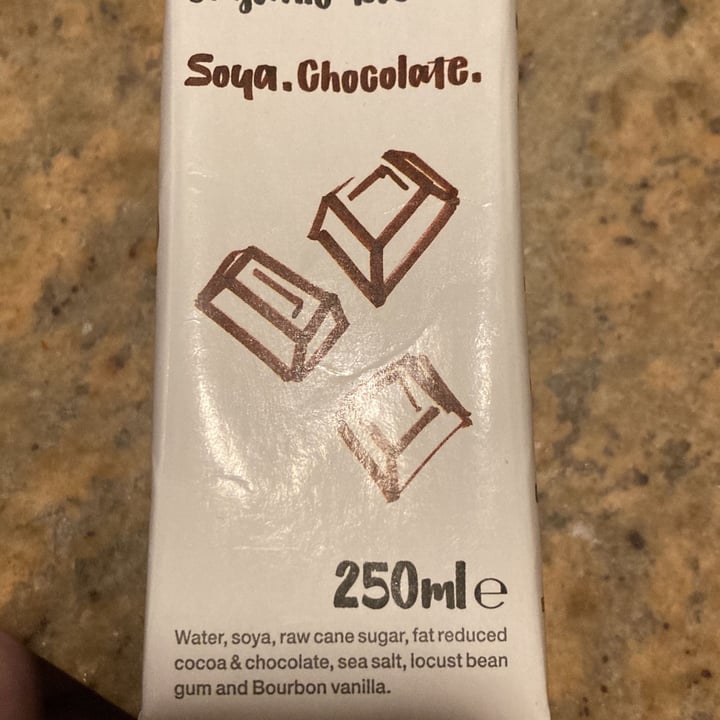 Soya. Chocolate.
250ml e
Water, soya, raw cane sugar, fat reduced
cocoa & chocolate, sea salt, locust bean
gum and Bourbon vanilla.